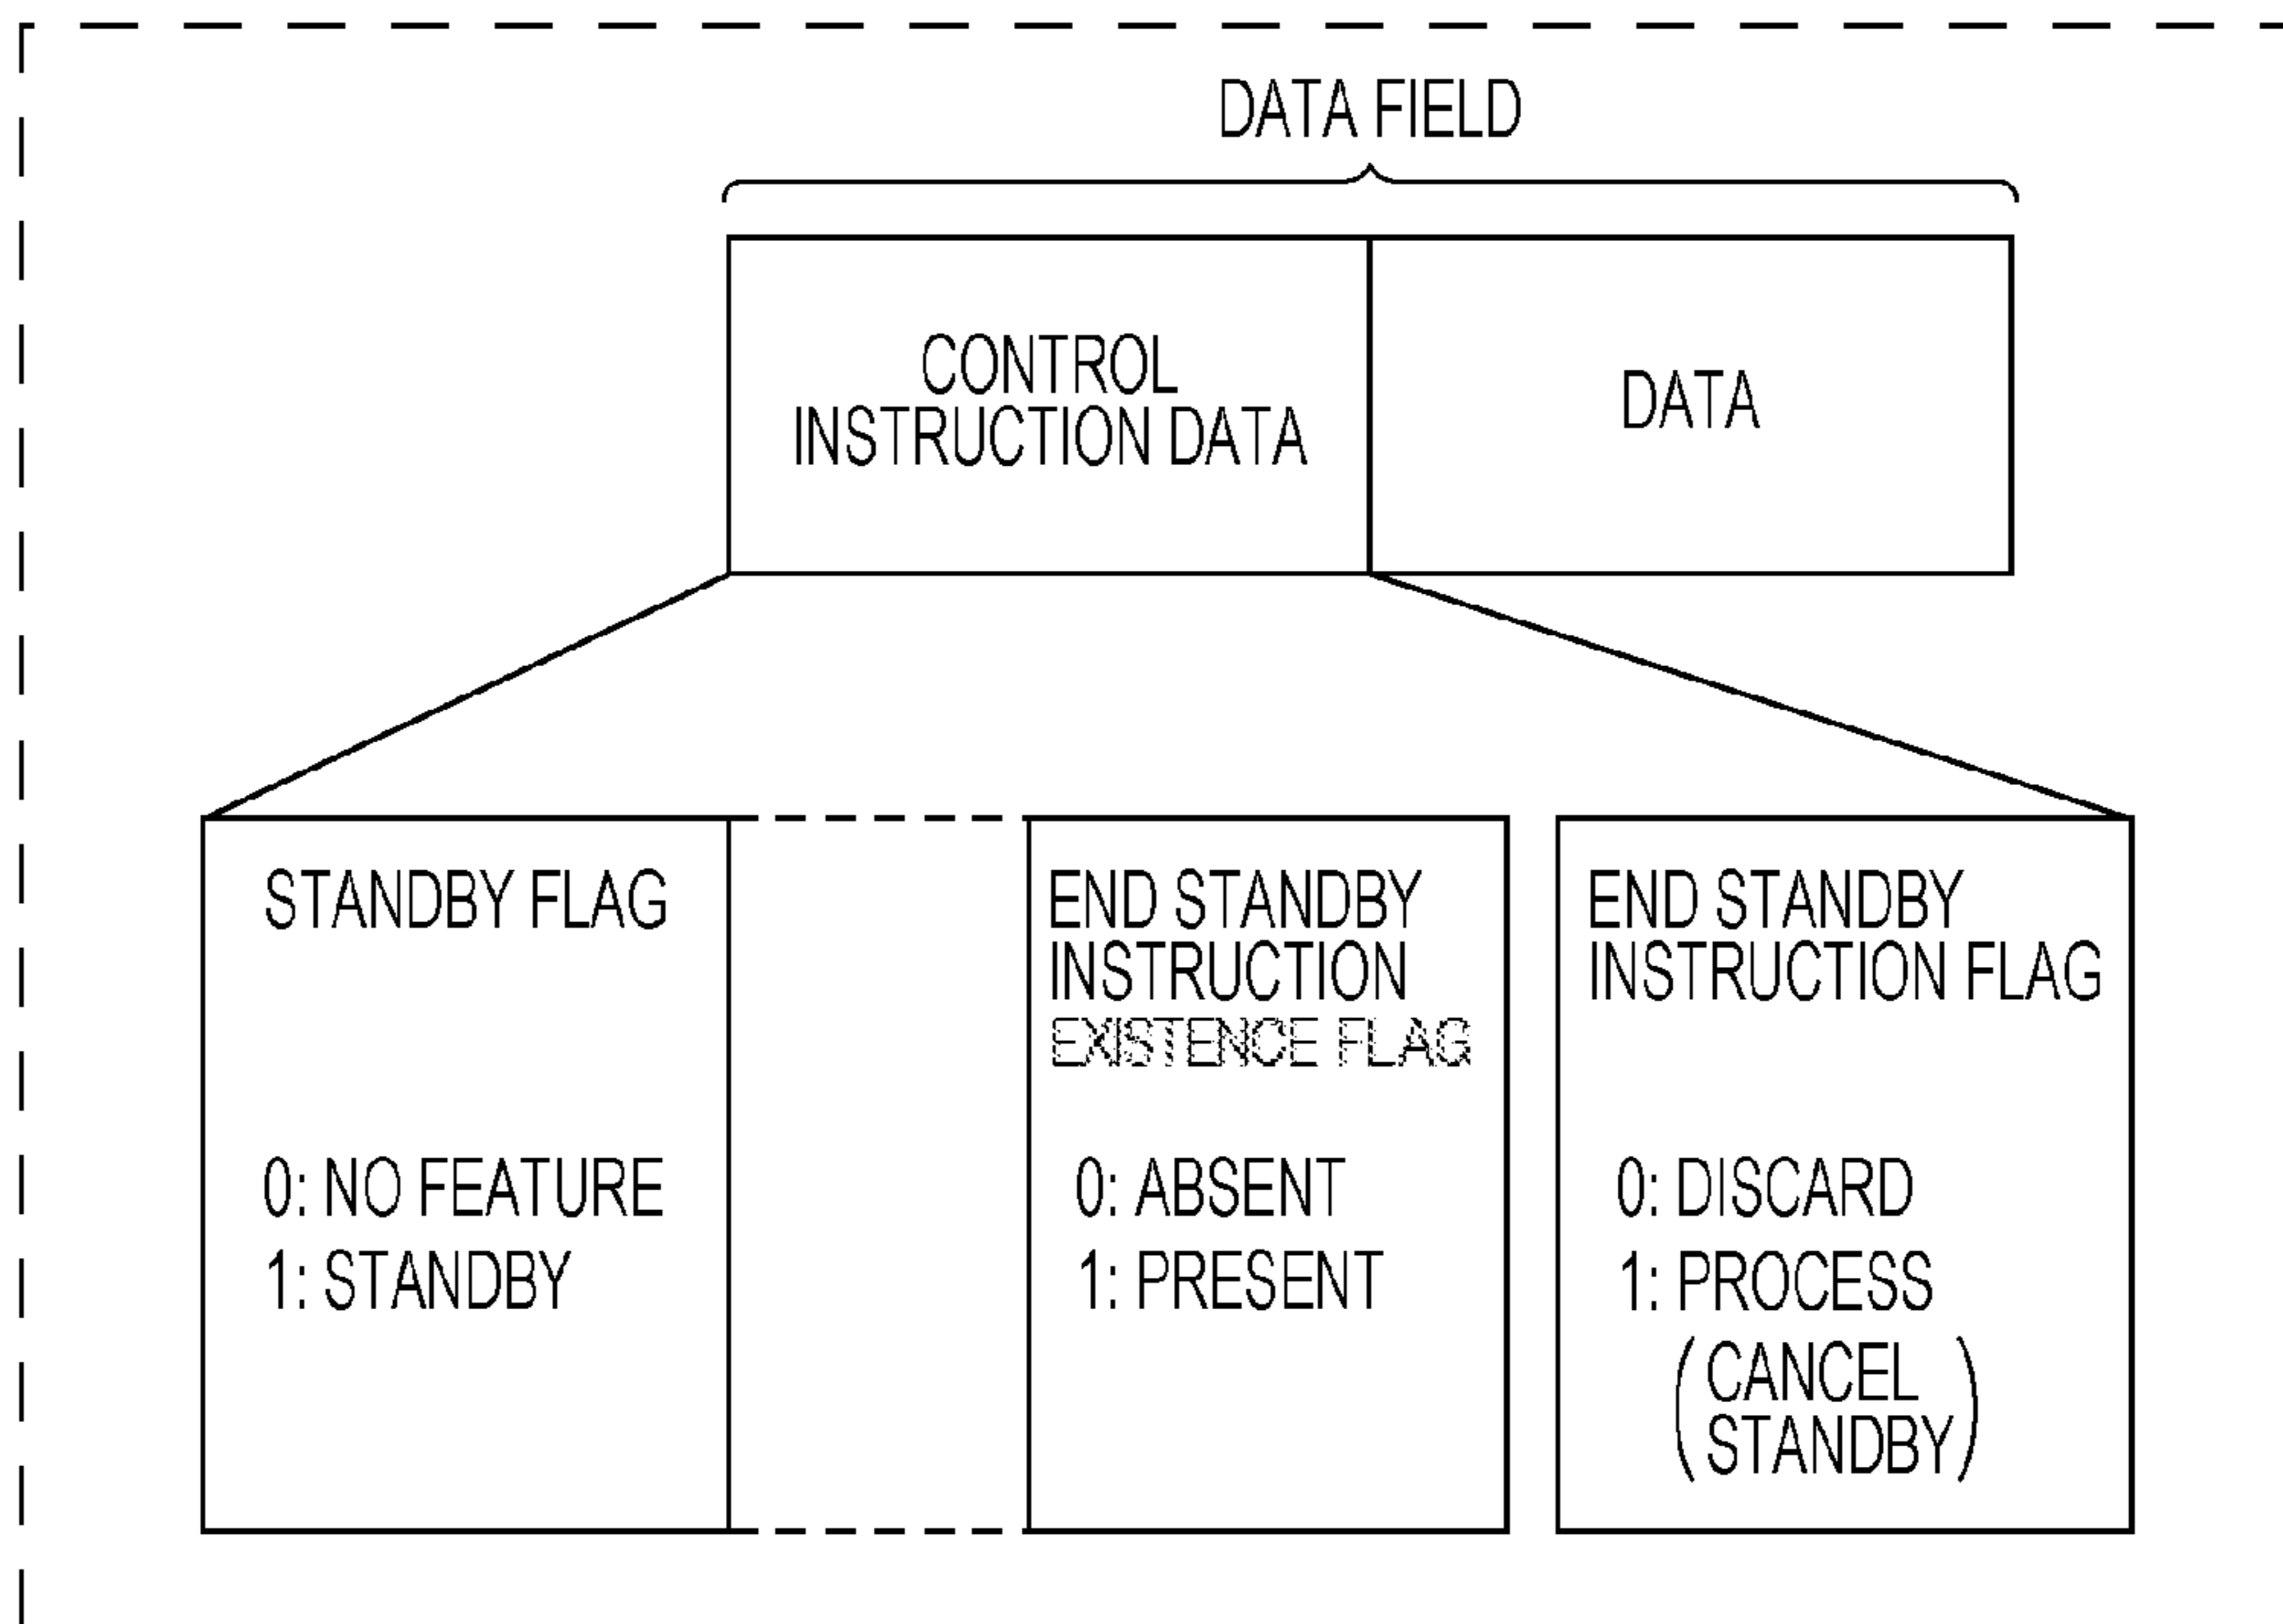 DATA FIELD
CONTROL
INSTRUCTION DATA
DATA
STANDBY FLAG
0: NO FEATURE
1: STANDBY
END STANDBY
INSTRUCTION
EXISTENCE FLAG
0: ABSENT
1: PRESENT
END STANDBY
INSTRUCTION FLAG
0: DISCARD
1: PROCESS
(CANCEL
STANDBY)